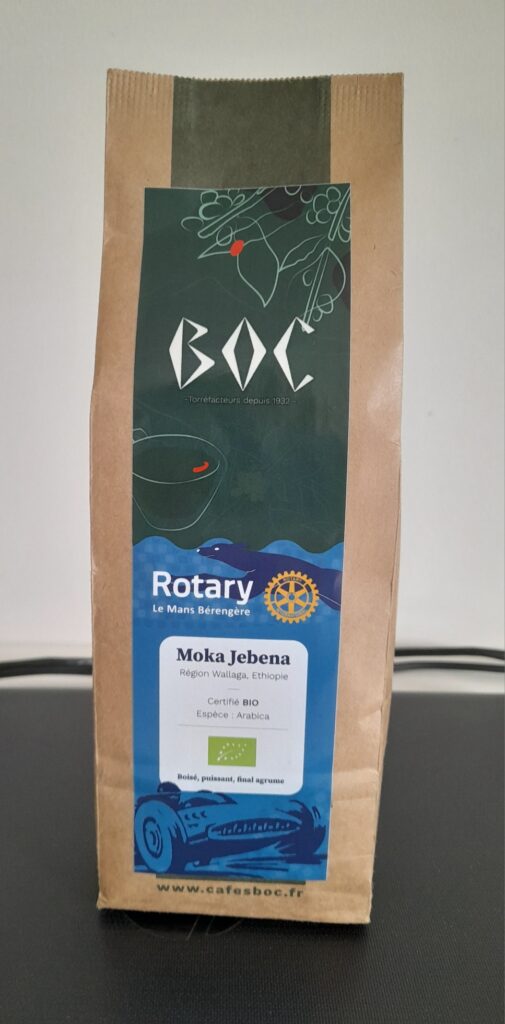 BOC
-Torréfacteurs depuis 1932-
Rotary
Le Mans Bérengère
Moka Jebena
Région Wallaga, Ethiopie
Certifié BIO
Espèce : Arabica
Boisé, puissant, final agrume
www.cafesboc.fr